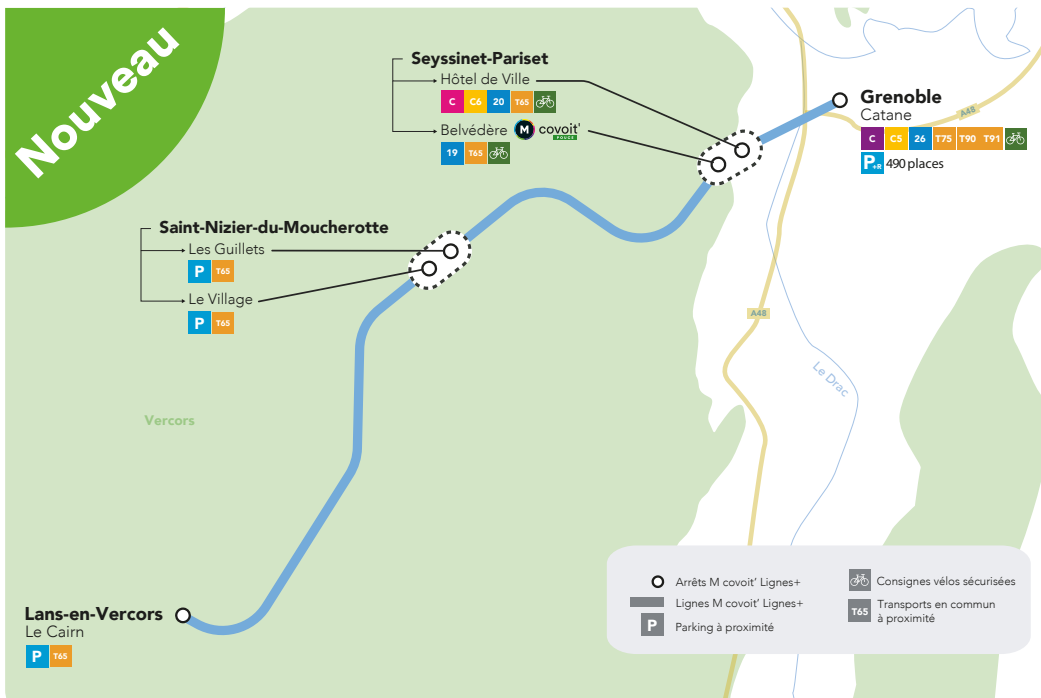 Nouveau
Seyssinet-Pariset
Hôtel de Ville
C C6 20 T65
Belvédère M covoit' POUCE
19 T65
Grenoble
Catane
C C5 26 T75 T90 T91
P+R 490 places
A48
Saint-Nizier-du-Moucherotte
Les Guillets
P T65
Le Village
P T65
A48
Le Drac
Vercors
Lans-en-Vercors
Le Cairn
P T65
Arrêts M covoit' Lignes+
Lignes M covoit' Lignes+
P Parking à proximité
Consignes vélos sécurisées
T65 Transports en commun
à proximité